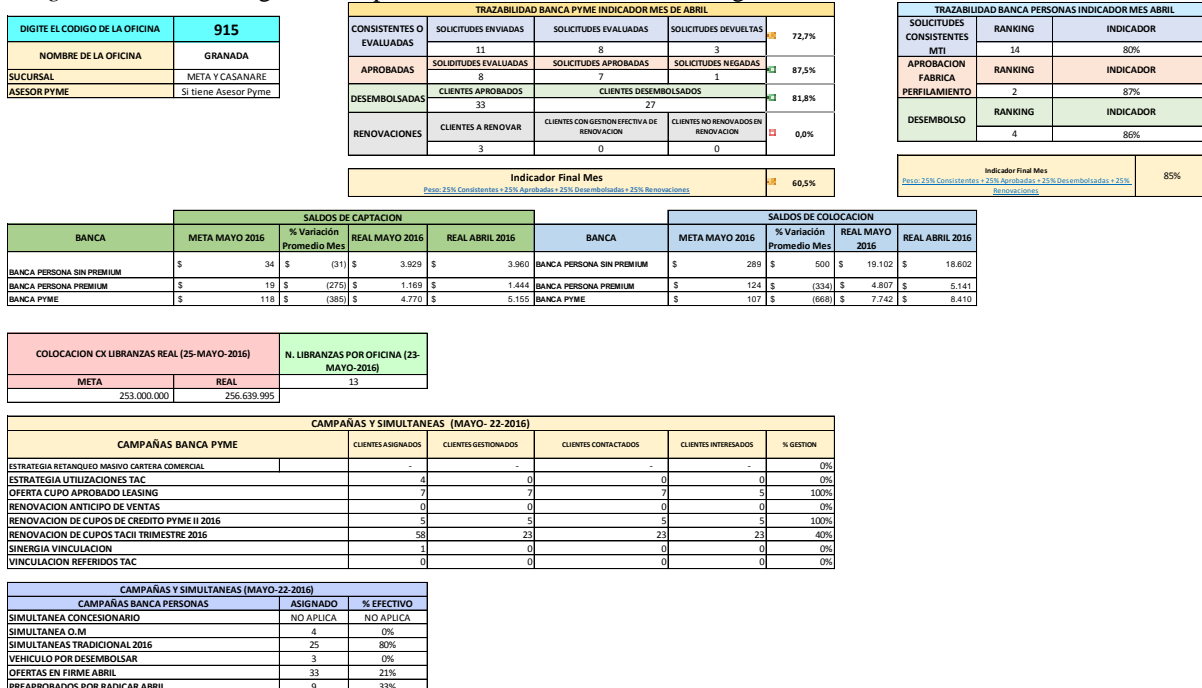 DIGITE EL CODIGO DE LA OFICINA 915
NOMBRE DE LA OFICINA GRANADA
SUCURSAL META Y CASANARE
ASESOR PYME Si tiene Asesor Pyme
TRAZABILIDAD BANCA PYME INDICADOR MES DE ABRIL
CONSISTENTES O EVALUADAS SOLICITUDES ENVIADAS SOLICITUDES EVALUADAS SOLICITUDES DEVUELTAS 72,7%
11 8 3
APROBADAS SOLIDITUDES EVALUADAS SOLICITUDES APROBADAS SOLICITUDES NEGADAS 87,5%
8 7 1
DESEMBOLSADAS CLIENTES APROBADOS CLIENTES DESEMBOLSADOS 81,8%
33 27
RENOVACIONES CLIENTES A RENOVAR CLIENTES CON GESTION EFECTIVA DE RENOVACION CLIENTES NO RENOVADOS EN RENOVACION 0,0%
3 0 0
Indicador Final Mes 60,5%
Peso: 25% Consistentes + 25% Aprobadas + 25% Desembolsadas + 25% Renovaciones
TRAZABILIDAD BANCA PERSONAS INDICADOR MES ABRIL
SOLICITUDES CONSISTENTES MTI RANKING INDICADOR
14 80%
APROBACION FABRICA PERFILAMIENTO RANKING INDICADOR
2 87%
DESEMBOLSO RANKING INDICADOR
4 86%
Indicador Final Mes 85%
Peso: 25% Consistentes + 25% Aprobadas + 25% Desembolsadas + 25%
Renovaciones
SALDOS DE CAPTACION SALDOS DE COLOCACION
BANCA META MAYO 2016 % Variación Promedio Mes REAL MAYO 2016 REAL ABRIL 2016 BANCA META MAYO 2016 % Variación Promedio Mes REAL MAYO 2016 REAL ABRIL 2016
BANCA PERSONA SIN PREMIUM $ 34 $ (31) $ 3.929 $ 3.960 BANCA PERSONA SIN PREMIUM $ 289 $ 500 $ 19.102 $ 18.602
BANCA PERSONA PREMIUM $ 19 $ (275) $ 1.169 $ 1.444 BANCA PERSONA PREMIUM $ 124 $ (334) $ 4.807 $ 5.141
BANCA PYME $ 118 $ (385) $ 4.770 $ 5.155 BANCA PYME $ 107 $ (668) $ 7.742 $ 8.410
COLOCACION CX LIBRANZAS REAL (25-MAYO-2016) N. LIBRANZAS POR OFICINA (23-MAYO-2016)
META REAL 13
253.000.000 256.639.995
CAMPAÑAS Y SIMULTANEAS (MAYO- 22-2016)
CAMPAÑAS BANCA PYME CLIENTES ASIGNADOS CLIENTES GESTIONADOS CLIENTES CONTACTADOS CLIENTES INTERESADOS % GESTION
ESTRATEGIA RETANQUEO MASIVO CARTERA COMERCIAL - - - - 0%
ESTRATEGIA UTILIZACIONES TAC 4 0 0 0 0%
OFERTA CUPO APROBADO LEASING 7 7 7 5 100%
RENOVACION ANTICIPO DE VENTAS 0 0 0 0 0%
RENOVACION DE CUPOS DE CREDITO PYME II 2016 5 5 5 5 100%
RENOVACION DE CUPOS TACII TRIMESTRE 2016 58 23 23 23 40%
SINERGIA VINCULACION 1 0 0 0 0%
VINCULACION REFERIDOS TAC 0 0 0 0 0%
CAMPAÑAS Y SIMULTANEAS (MAYO-22-2016)
CAMPAÑAS BANCA PERSONAS ASIGNADO % EFECTIVO
SIMULTANEA CONCESIONARIO NO APLICA NO APLICA
SIMULTANEA O.M 4 0%
SIMULTANEAS TRADICIONAL 2016 25 80%
VEHICULO POR DESEMBOLSAR 3 0%
OFERTAS EN FIRME ABRIL 33 21%
PREAPROBADOS POR RADICAR ABRIL 9 33%